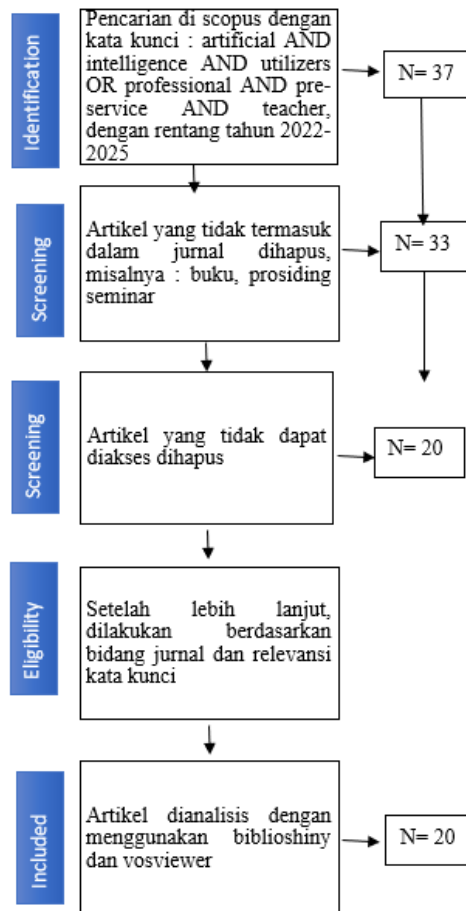 Identification
Pencarian di scopus dengan
kata kunci : artificial AND
intelligence AND utilizers
OR professional AND pre-
service AND teacher,
dengan rentang tahun 2022-
2025
N= 37
Screening
Artikel yang tidak termasuk
dalam jurnal dihapus,
misalnya : buku, prosiding
seminar
N= 33
Screening
Artikel yang tidak dapat
diakses dihapus
N= 20
Eligibility
Setelah lebih lanjut,
dilakukan berdasarkan
bidang jurnal dan relevansi
kata kunci
Included
Artikel dianalisis dengan
menggunakan biblioshiny
dan vosviewer
N= 20